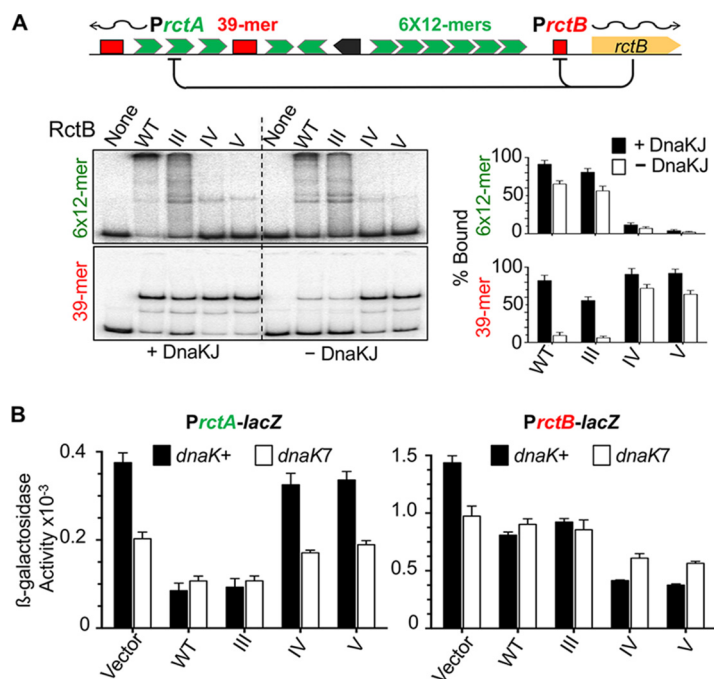 A
PrctA 39-mer 6X12-mers PrctB
rctB
RctB None WT III IV V None WT III IV V
6x12-mer
39-mer
+ DnaKJ − DnaKJ
+ DnaKJ
− DnaKJ
% Bound
6x12-mer
100
50
0
39-mer
100
50
0
WT III IV V
B
PrctA-lacZ PrctB-lacZ
dnaK+ dnaK7 dnaK+ dnaK7
ß-galactosidase
Activity x10-3
0.4
0.2
0
1.5
1.0
0.5
0
Vector WT III IV V Vector WT III IV V